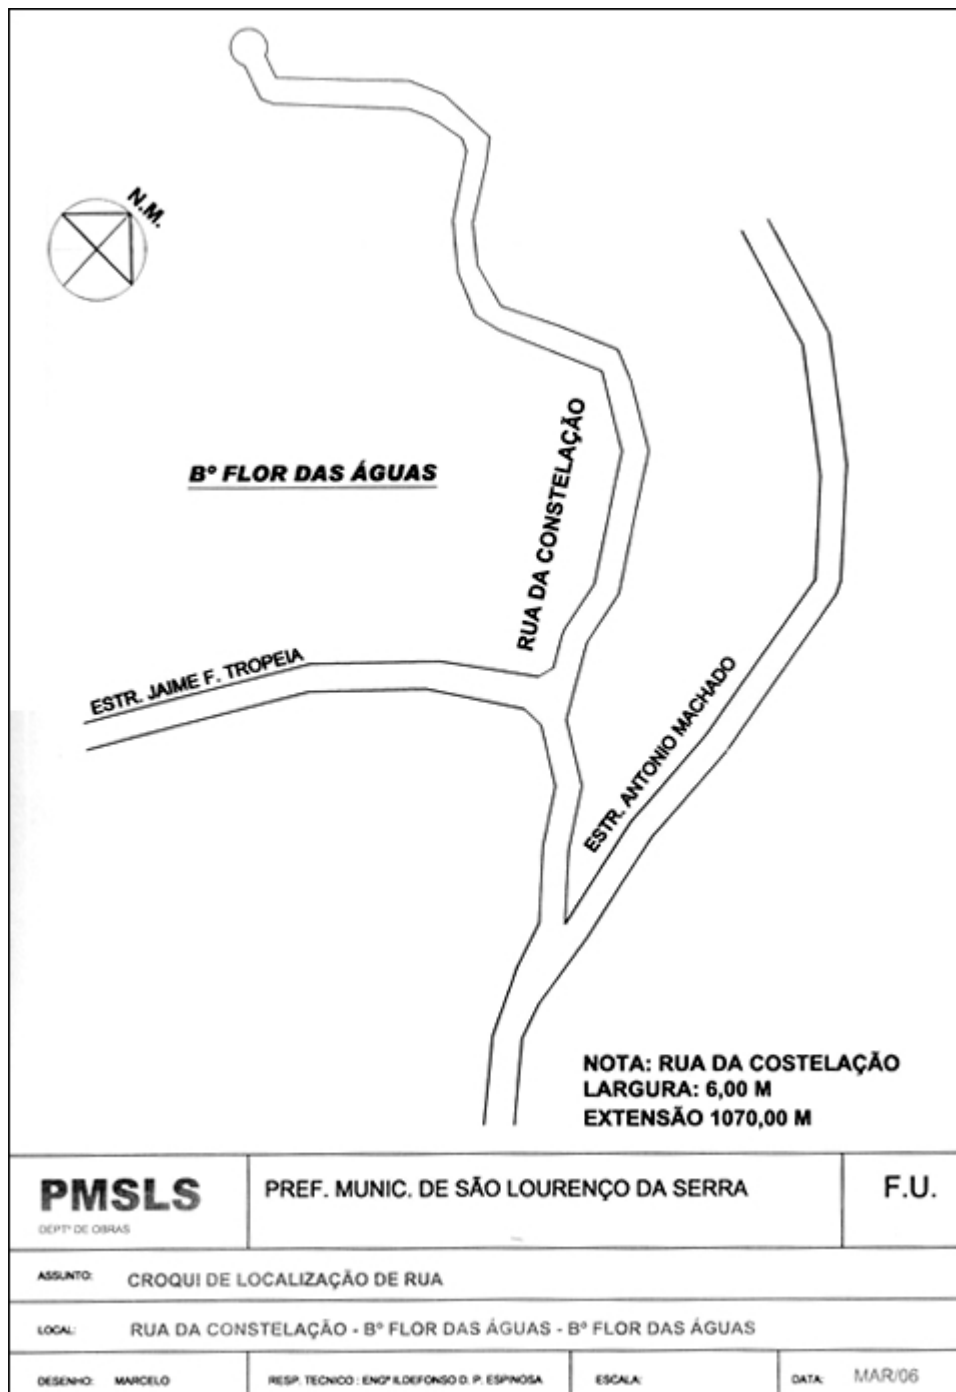 N.M.
Bº FLOR DAS ÁGUAS
RUA DA CONSTELAÇÃO
ESTR. JAIME F. TROPEIA
ESTR. ANTONIO MACHADO
NOTA: RUA DA COSTELAÇÃO
LARGURA: 6,00 M
EXTENSÃO 1070,00 M
PMSLS
DEPTº DE OBRAS
PREF. MUNIC. DE SÃO LOURENÇO DA SERRA
F.U.
ASSUNTO: CROQUI DE LOCALIZAÇÃO DE RUA
LOCAL: RUA DA CONSTELAÇÃO - Bº FLOR DAS ÁGUAS - Bº FLOR DAS ÁGUAS
DESENHO: MARCELO
RESP. TECNICO : ENGº ILDEFONSO D. P. ESPINOSA
ESCALA:
DATA: MAR/06